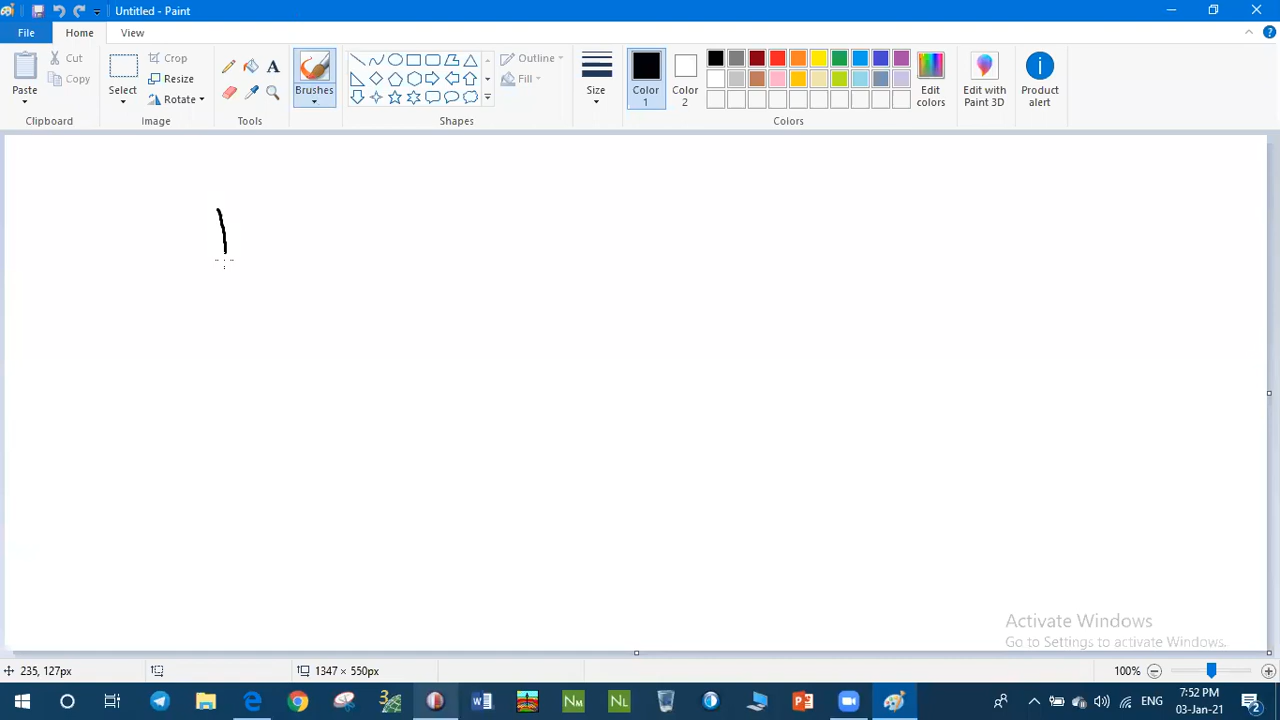 Untitled - Paint
File Home View
Paste Cut Copy Clipboard
Select Crop Resize Rotate Image
Tools
Brushes
Outline Fill Shapes
Size
Color 1 Color 2 Edit colors Colors
Edit with Paint 3D
Product alert
Activate Windows
Go to Settings to activate Windows.
235, 127px 1347 × 550px 100%
ENG 7:52 PM
03-Jan-21 2